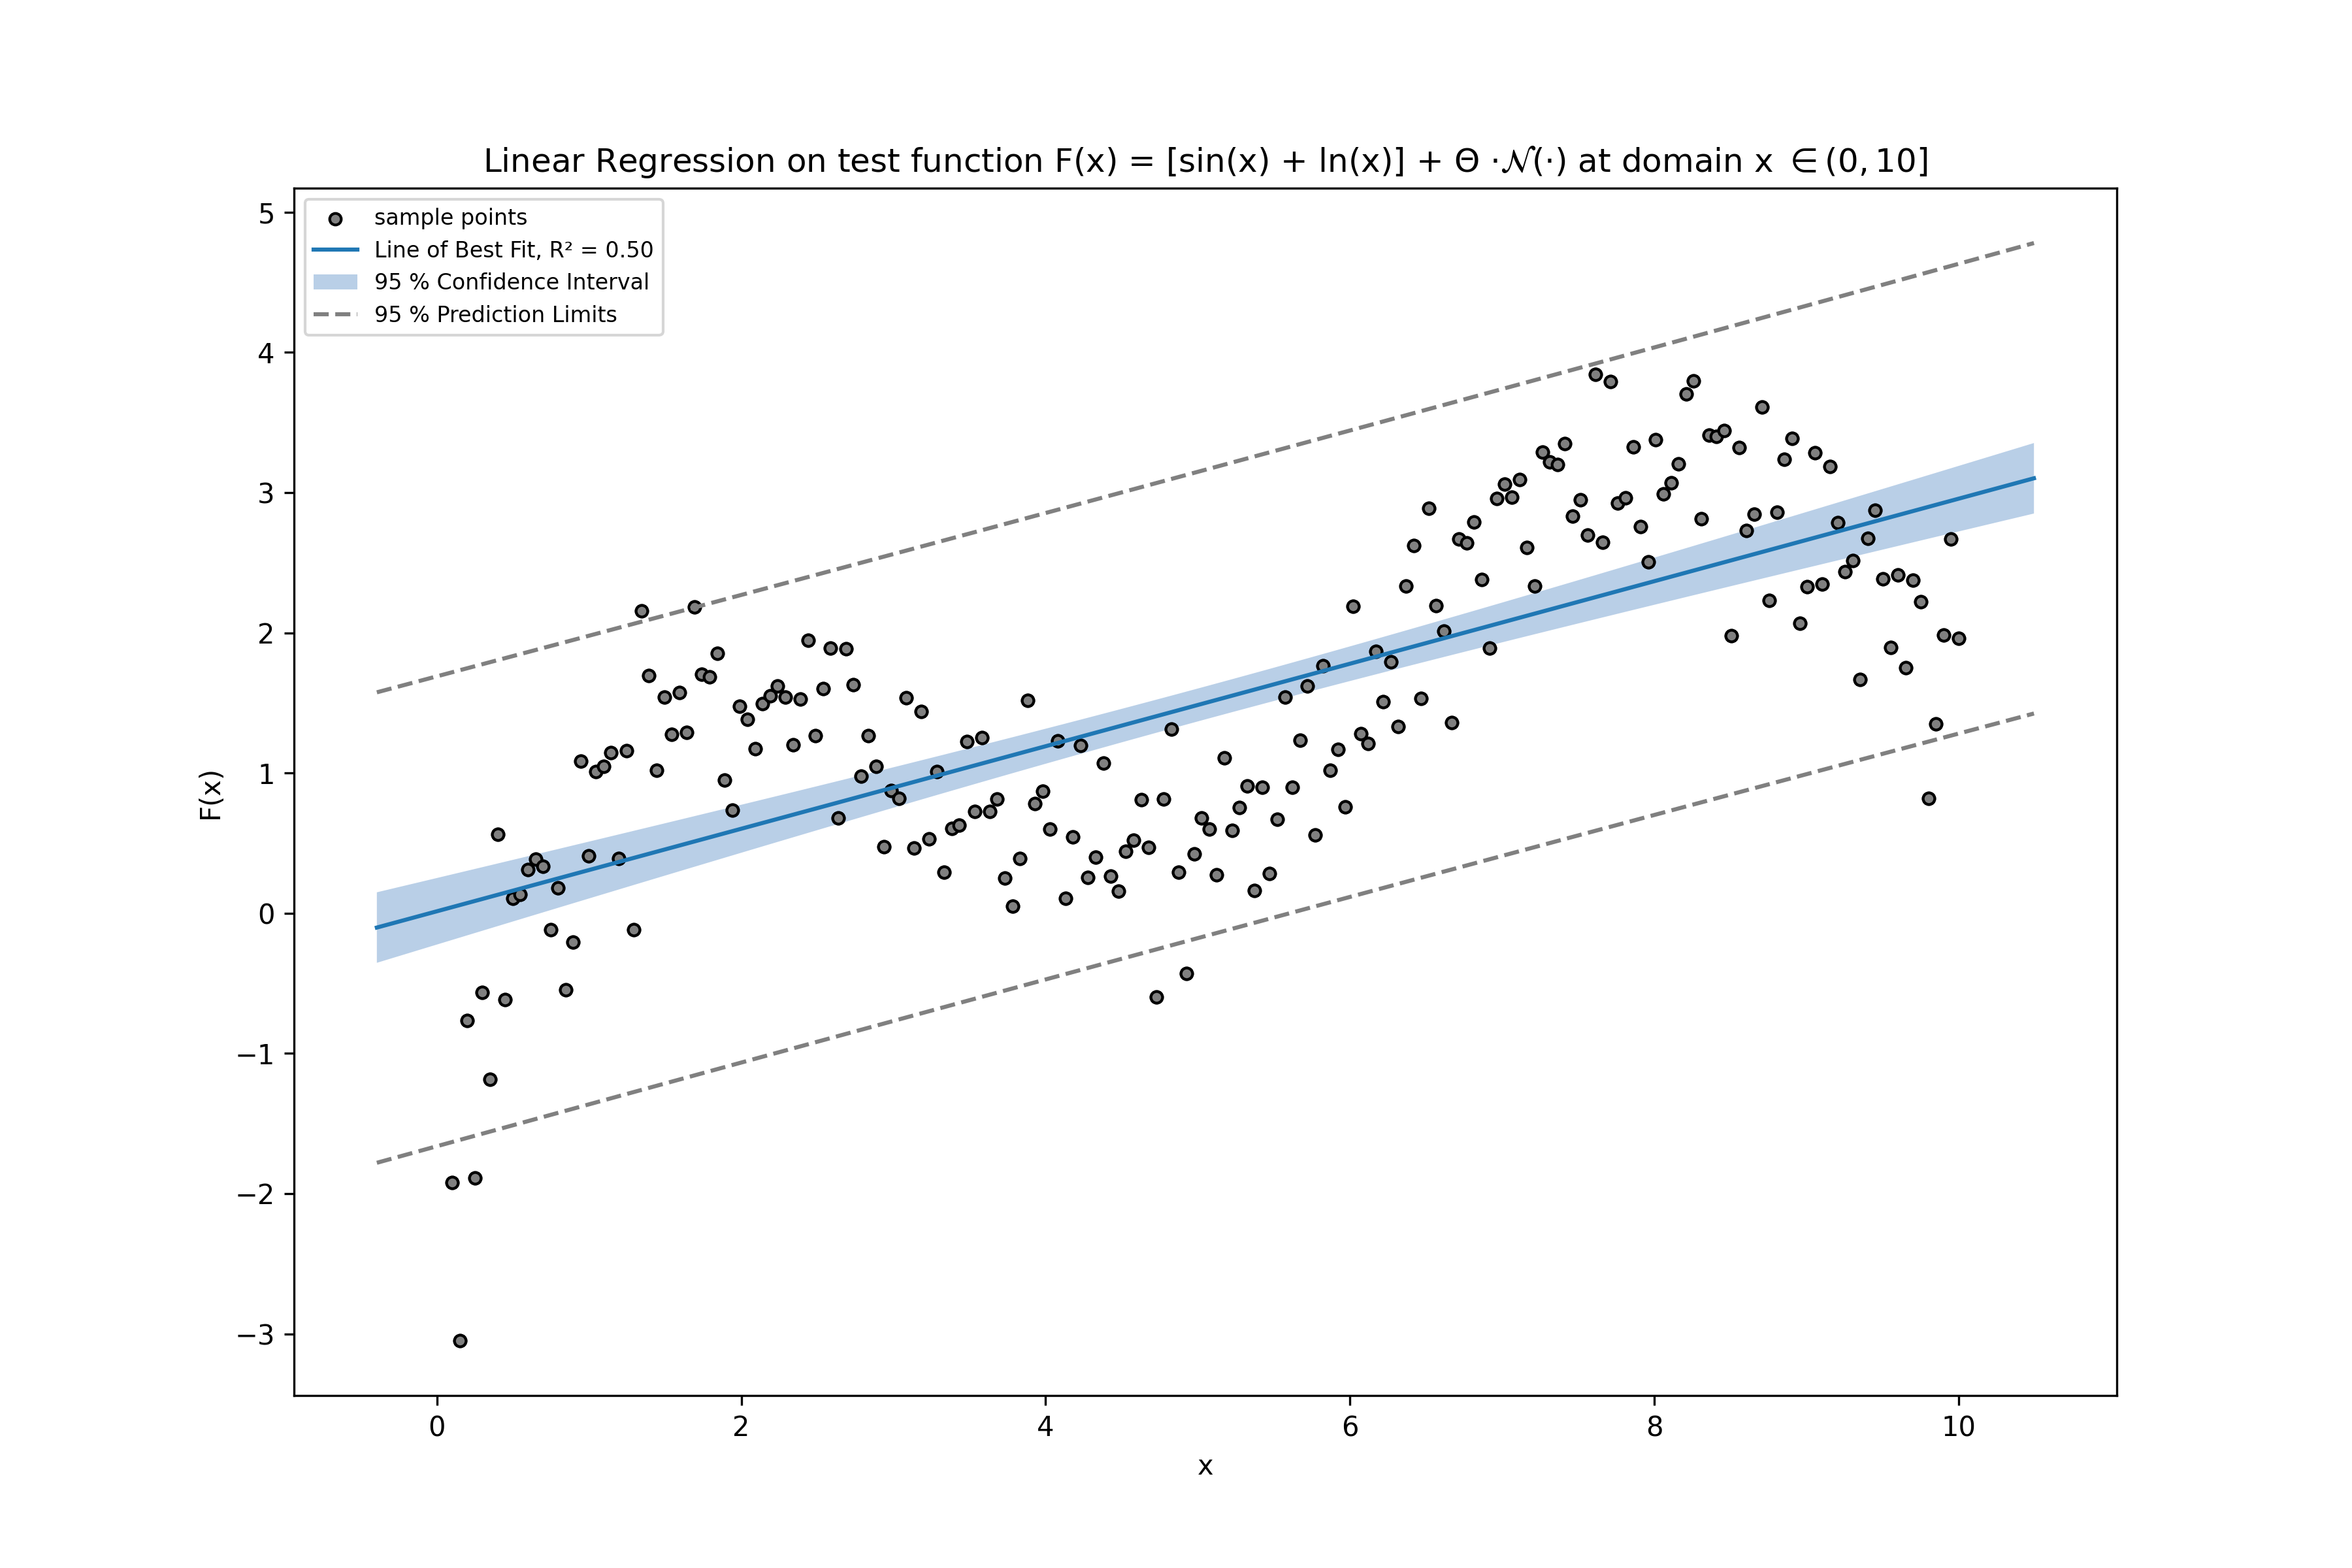 Linear Regression on test function F(x) = [sin(x) + ln(x)] + Θ ·𝒩(·) at domain x ∈ (0, 10]
sample points
Line of Best Fit, R² = 0.50
95 % Confidence Interval
95 % Prediction Limits
F(x)
5
4
3
2
1
0
−1
−2
−3
0 2 4 6 8 10
x